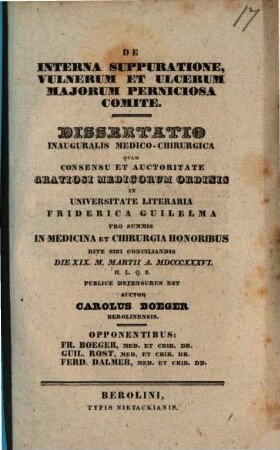 17
DE
INTERNA SUPPURATIONE,
VULNERUM ET ULCERUM
MAJORUM PERNICIOSA
COMITE.
DISSERTATIO
INAUGURALIS MEDICO-CHIRURGICA
QUAM
CONSENSU ET AUCTORITATE
GRATIOSI MEDICORUM ORDINIS
IN
UNIVERSITATE LITERARIA
FRIDERICA GUILELMA
PRO SUMMIS
IN MEDICINA ET CHIRURGIA HONORIBUS
RITE SIBI CONCILIANDIS
DIE XIX. M. MARTII A. MDCCCXXXVI.
H. L. Q. S.
PUBLICE DEFENSURUS EST
AUCTOR
CAROLUS BOEGER
BEROLINENSIS.
OPPONENTIBUS:
FR. BOEGER, MED. ET CHIR. DR.
GUIL. ROST, MED. ET CHIR. DR.
FERD. DALMER, MED. ET CHIR. DD.
BEROLINI,
TYPIS NIETACKIANIS.